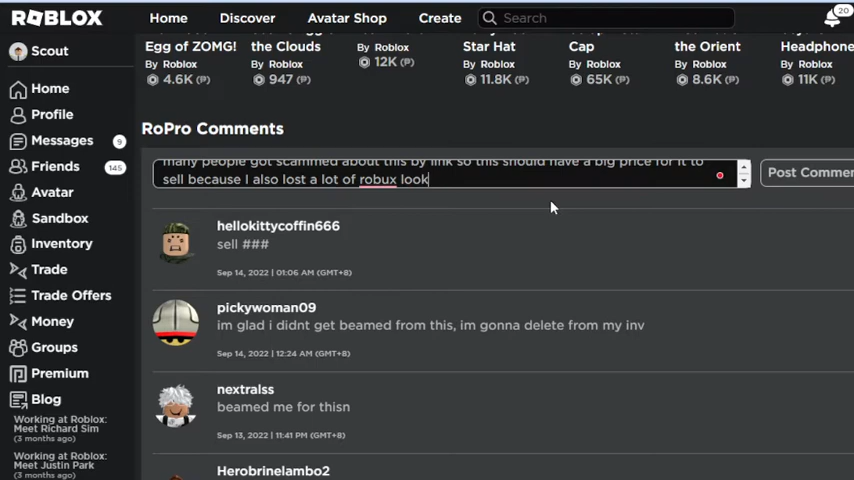 ROBLOX Home Discover Avatar Shop Create Search 20
Scout
Home
Profile
Messages 9
Friends 145
Avatar
Sandbox
Inventory
Trade
Trade Offers
Money
Groups
Premium
Blog
Working at Roblox:
Meet Richard Sim
(3 months ago)
Working at Roblox:
Meet Justin Park
(3 months ago)
Egg of ZOMG!
By Roblox
4.6K (₱)
the Clouds
By Roblox
947 (₱)
By Roblox
12K (₱)
Star Hat
By Roblox
11.8K (₱)
Cap
By Roblox
65K (₱)
the Orient
By Roblox
8.6K (₱)
Headphone
By Roblox
11K (₱)
RoPro Comments
many people got scammed about this by link so this should have a big price for it to
sell because I also lost a lot of robux look
Post Commen
hellokittycoffin666
sell ###
Sep 14, 2022 | 01:06 AM (GMT+8)
pickywoman09
im glad i didnt get beamed from this, im gonna delete from my inv
Sep 14, 2022 | 12:24 AM (GMT+8)
nextralss
beamed me for thisn
Sep 13, 2022 | 11:41 PM (GMT+8)
Herobrinelambo2